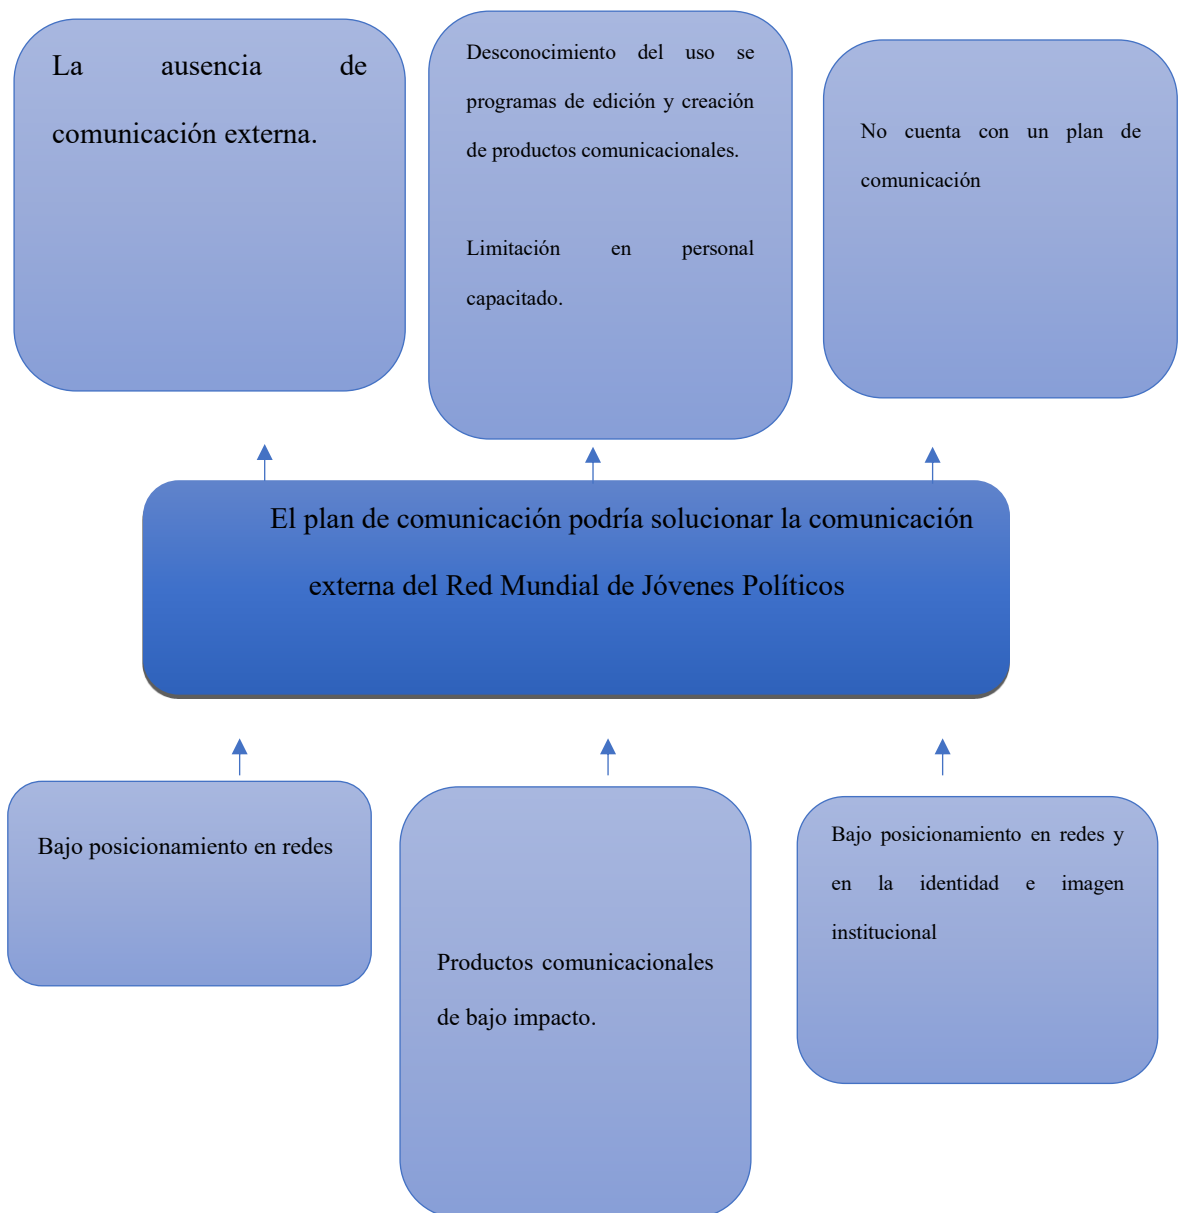 La ausencia de
comunicación externa.
Desconocimiento del uso se
programas de edición y creación
de productos comunicacionales.
Limitación en personal
capacitado.
No cuenta con un plan de
comunicación
El plan de comunicación podría solucionar la comunicación
externa del Red Mundial de Jóvenes Políticos
Bajo posicionamiento en redes
Productos comunicacionales
de bajo impacto.
Bajo posicionamiento en redes y
en la identidad e imagen
institucional